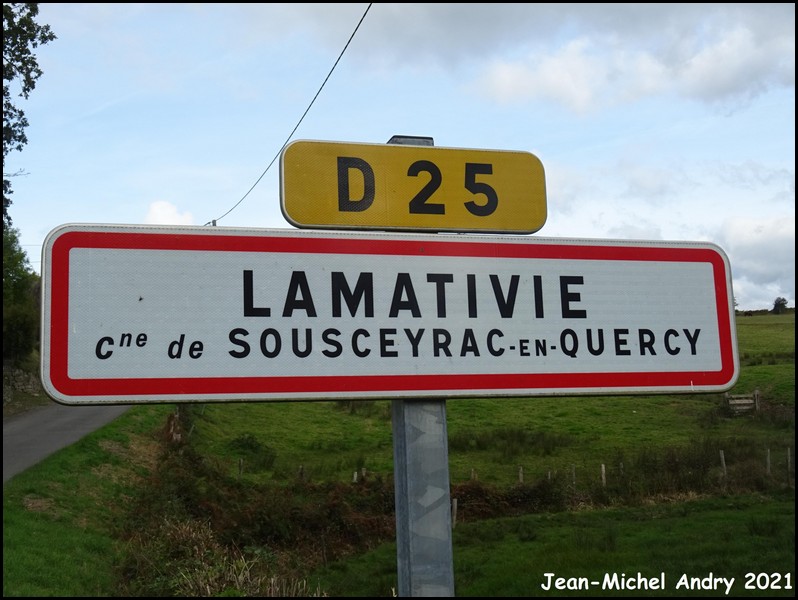 D 25
LAMATIVIE
Cne de SOUSCEYRAC-EN-QUERCY
Jean-Michel Andry 2021